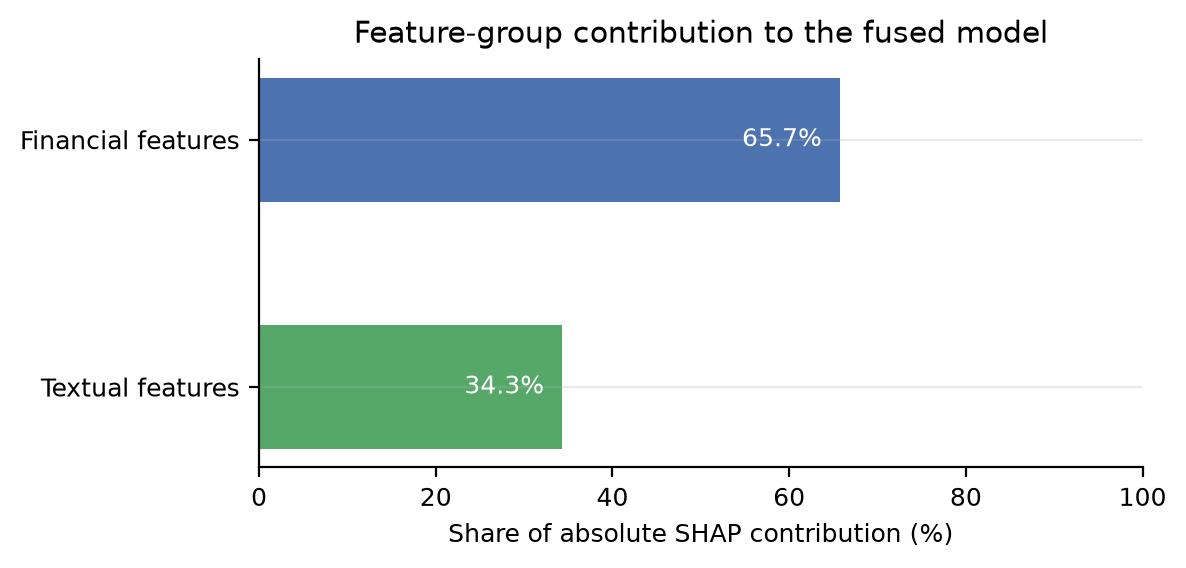 Feature-group contribution to the fused model
Financial features
65.7%
Textual features
34.3%
0 20 40 60 80 100
Share of absolute SHAP contribution (%)